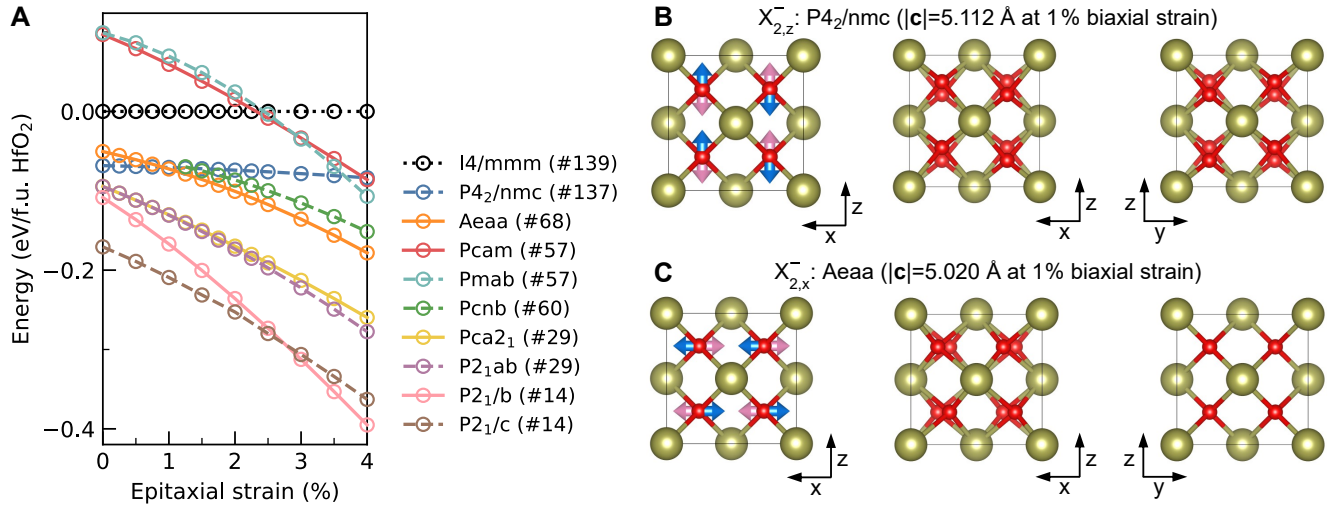 A
Energy (eV/f.u. HfO₂)
0.00
−0.2
−0.4
0
1
2
3
4
Epitaxial strain (%)
I4/mmm (#139)
P4₂/nmc (#137)
Aeaa (#68)
Pcam (#57)
Pmab (#57)
Pcnb (#60)
Pca2₁ (#29)
P2₁ab (#29)
P2₁/b (#14)
P2₁/c (#14)
B
X⁻₂,z: P4₂/nmc (|c|=5.112 Å at 1% biaxial strain)
z
x
z
x
z
y
C
X⁻₂,x: Aeaa (|c|=5.020 Å at 1% biaxial strain)
z
x
z
x
z
y